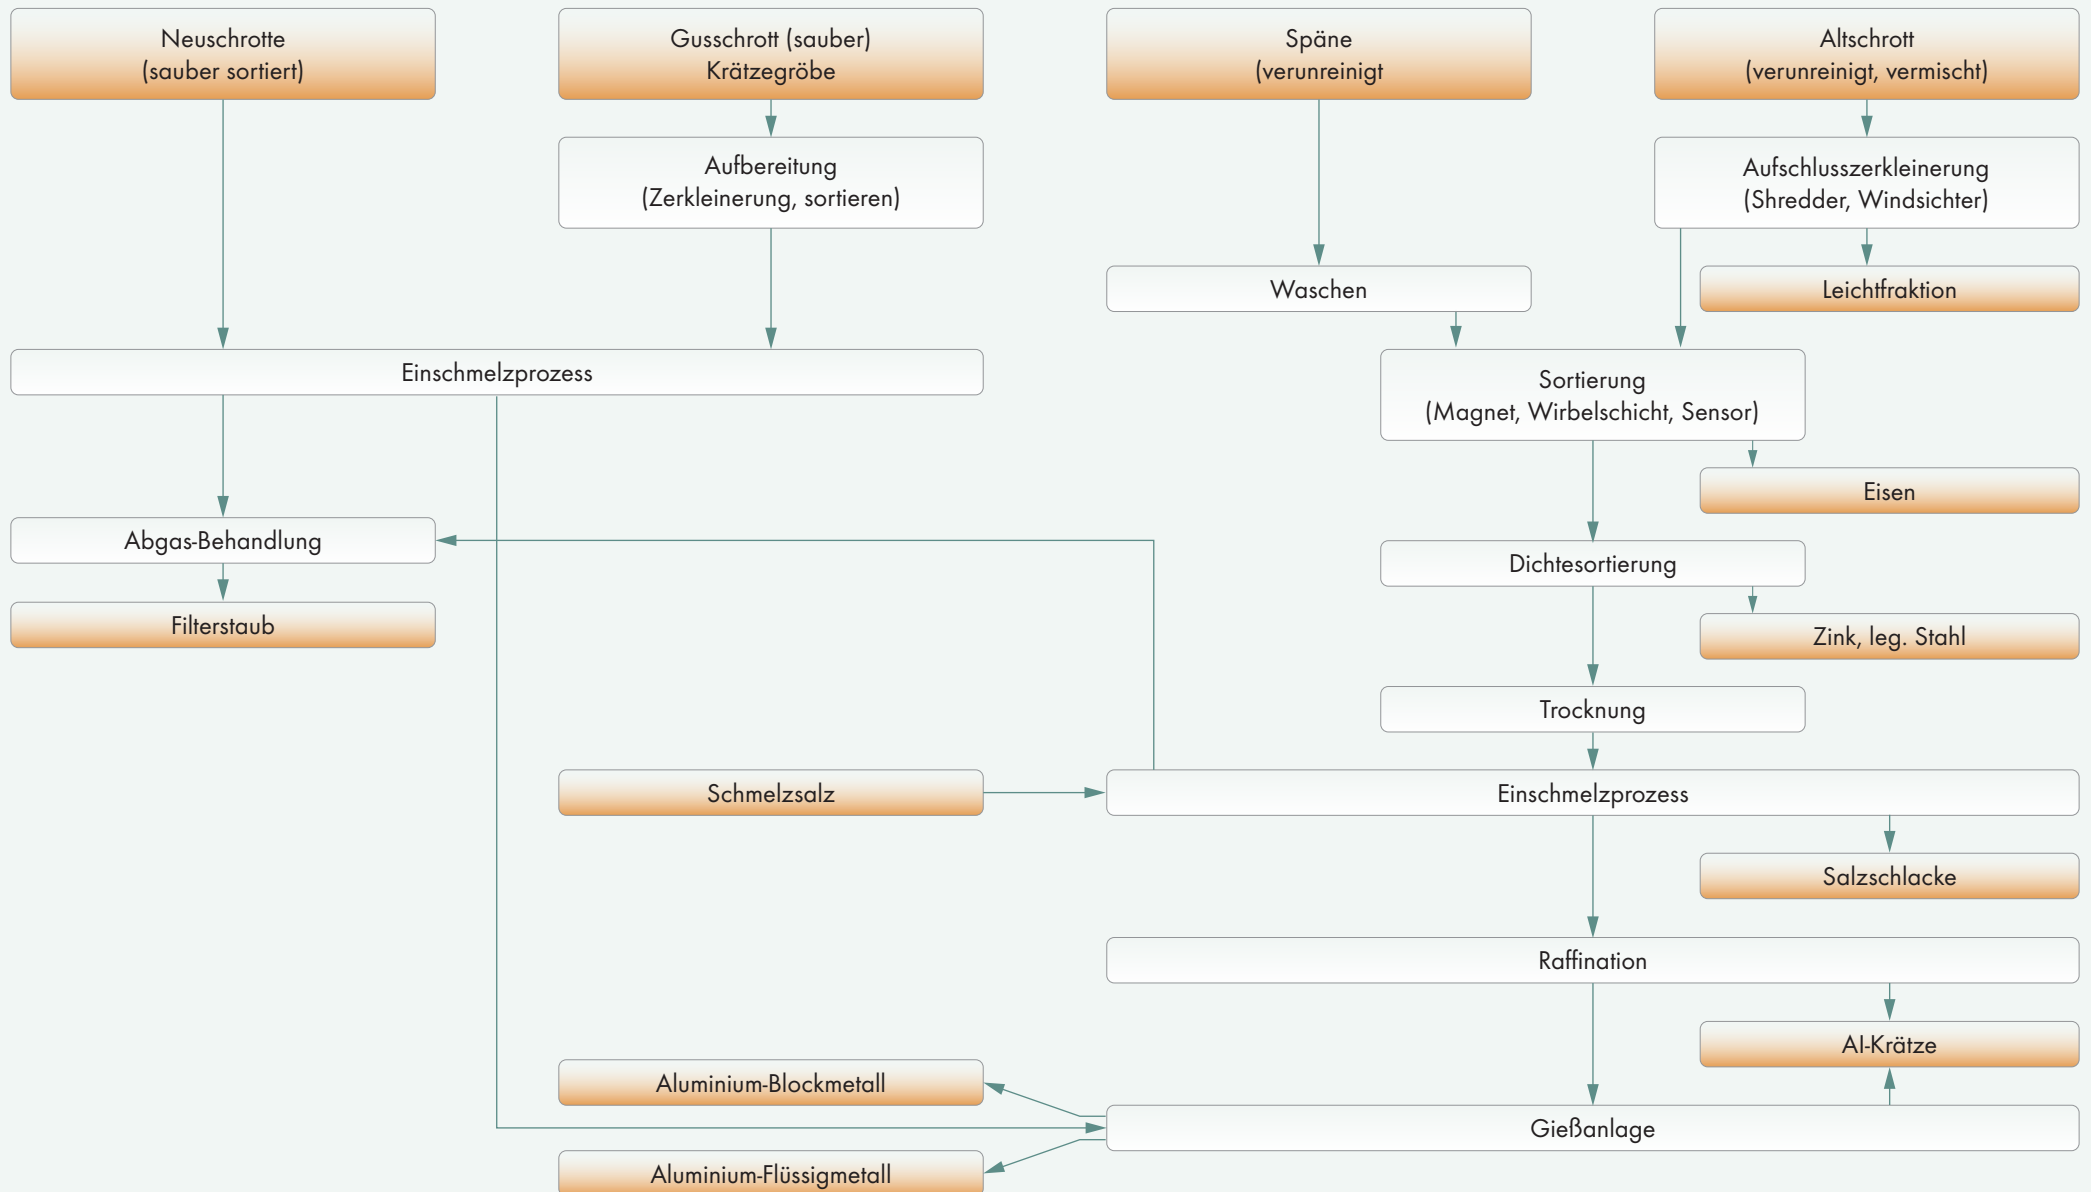 Neuschrotte
(sauber sortiert)
Gussschrott (sauber)
Krätzegröbe
Späne
(verunreinigt
Altschrott
(verunreinigt, vermischt)
Aufbereitung
(Zerkleinerung, sortieren)
Aufschlusszerkleinerung
(Shredder, Windsichter)
Waschen
Leichtfraktion
Einschmelzprozess
Sortierung
(Magnet, Wirbelschicht, Sensor)
Eisen
Abgas-Behandlung
Dichtesortierung
Filterstaub
Zink, leg. Stahl
Trocknung
Schmelzsalz
Einschmelzprozess
Salzschlacke
Raffination
Al-Krätze
Aluminium-Blockmetall
Gießanlage
Aluminium-Flüssigmetall